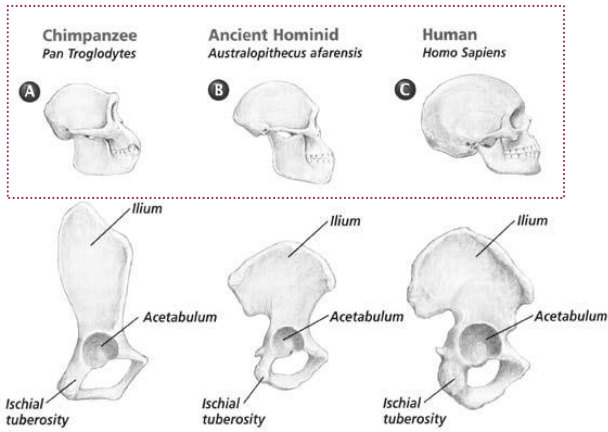 Chimpanzee
Pan Troglodytes
Ancient Hominid
Australopithecus afarensis
Human
Homo Sapiens
A
B
C
Ilium
Ilium
Ilium
Acetabulum
Acetabulum
Acetabulum
Ischial
tuberosity
Ischial
tuberosity
Ischial
tuberosity